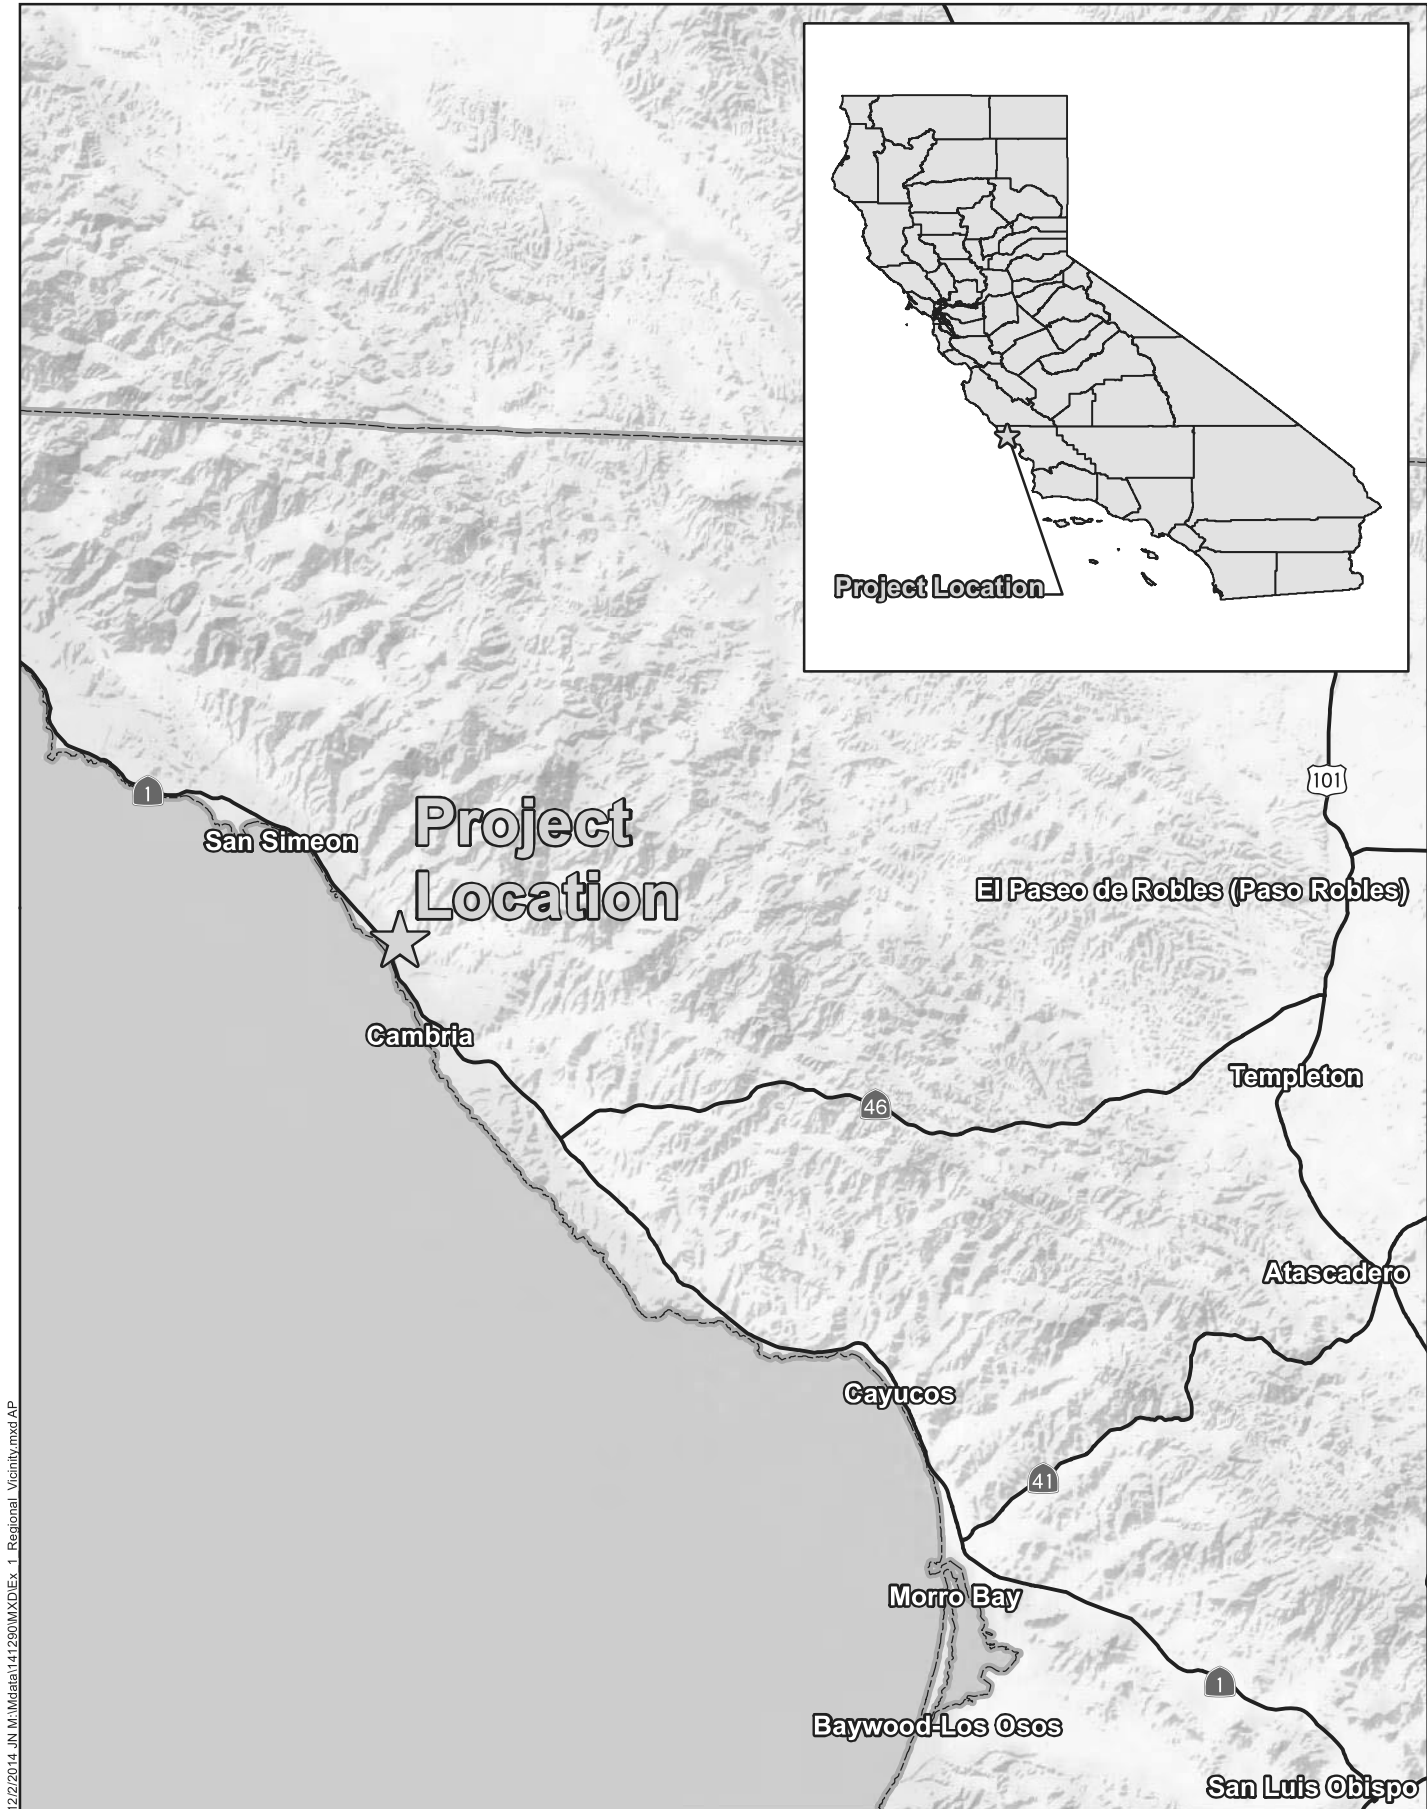 Project Location
101
1
San Simeon
Project
Location
El Paseo de Robles (Paso Robles)
Cambria
Templeton
46
Atascadero
Cayucos
41
Morro Bay
1
Baywood-Los Osos
San Luis Obispo
12/2/2014 JN M:\Mdata\141290\MXD\Ex_1_Regional_Vicinity.mxd AP